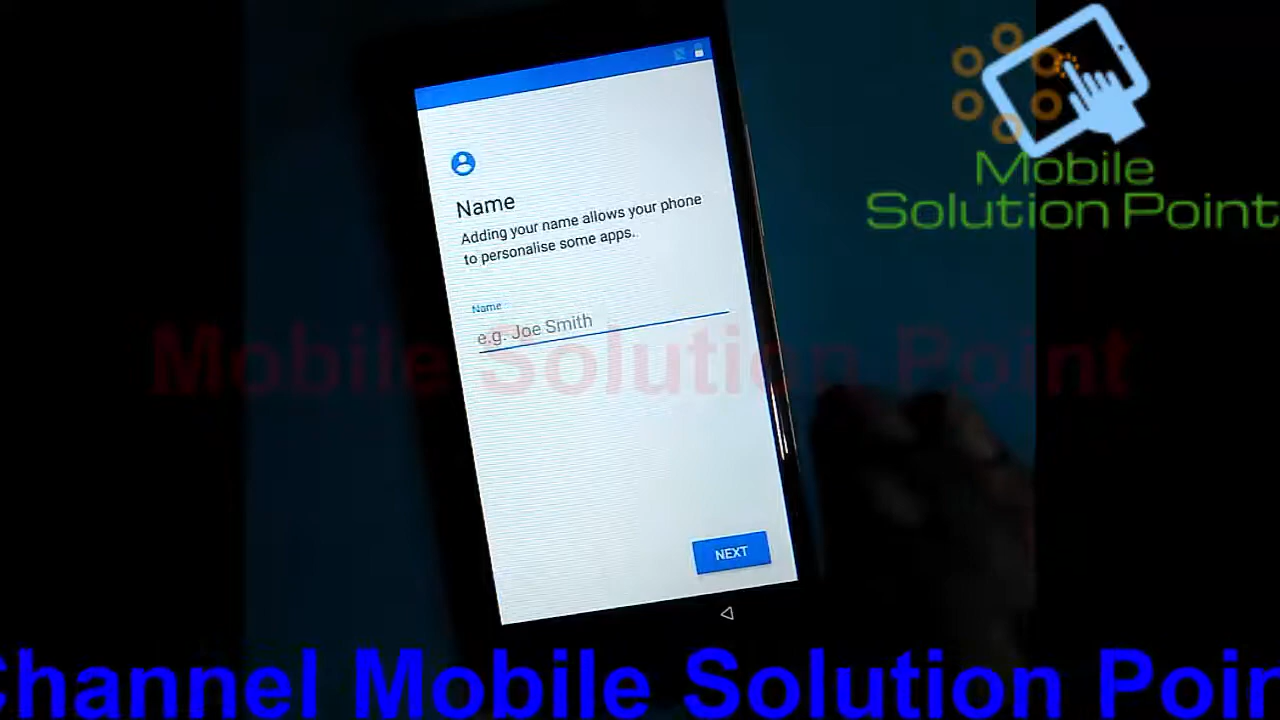 Mobile
Solution Point
Name
Adding your name allows your phone
to personalise some apps.
Name
e.g. Joe Smith
Mobile Solution Point
NEXT
Channel Mobile Solution Poin